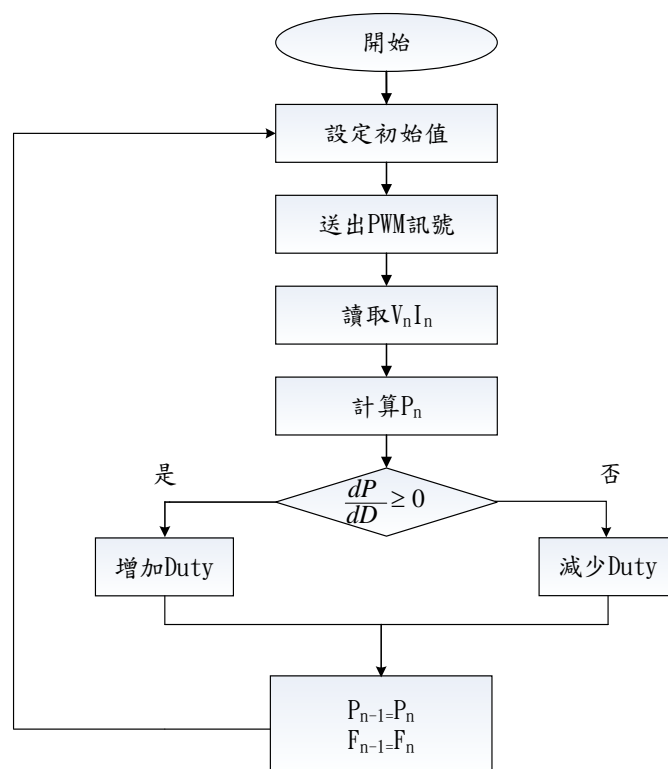 開始
設定初始值
送出PWM訊號
讀取VₙIₙ
計算Pₙ
是
否
dP/dD ≥ 0
增加Duty
減少Duty
Pₙ₋₁=Pₙ
Fₙ₋₁=Fₙ